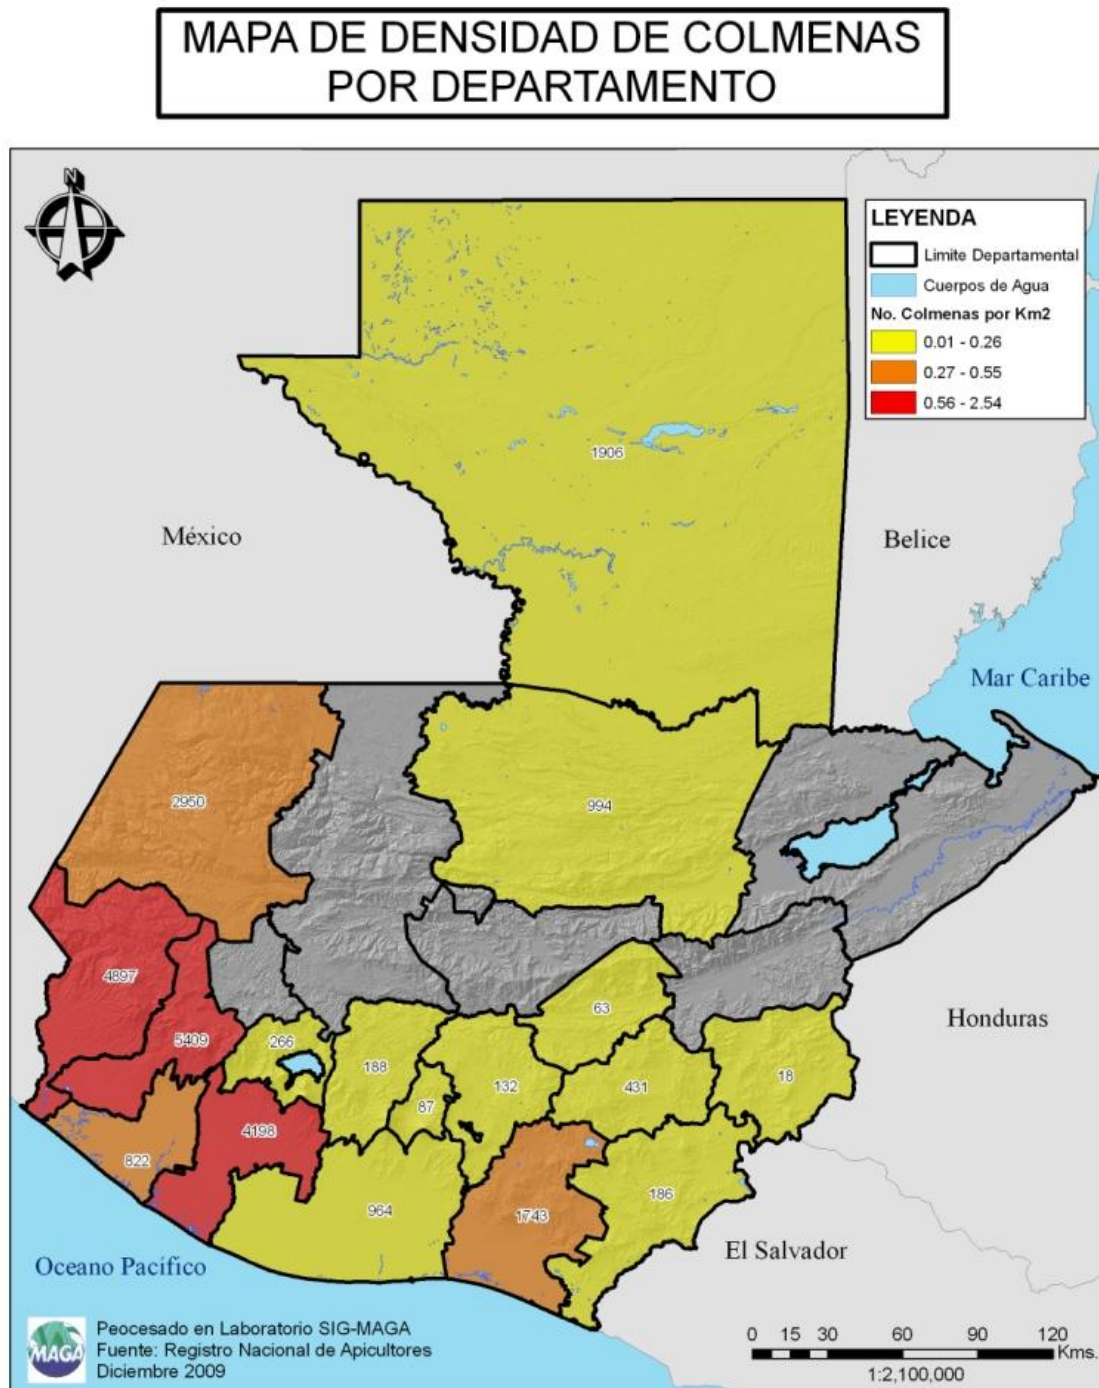 MAPA DE DENSIDAD DE COLMENAS
POR DEPARTAMENTO
N
LEYENDA
Limite Departamental
Cuerpos de Agua
No. Colmenas por Km2
0.01 - 0.26
0.27 - 0.55
0.56 - 2.54
1906
México
Belice
Mar Caribe
2950
994
4897
5409
266
188
63
Honduras
87
132
431
18
4198
822
964
1743
186
El Salvador
Oceano Pacífico
MAGA
Peocesado en Laboratorio SIG-MAGA
Fuente: Registro Nacional de Apicultores
Diciembre 2009
0 15 30 60 90 120
Kms.
1:2,100,000